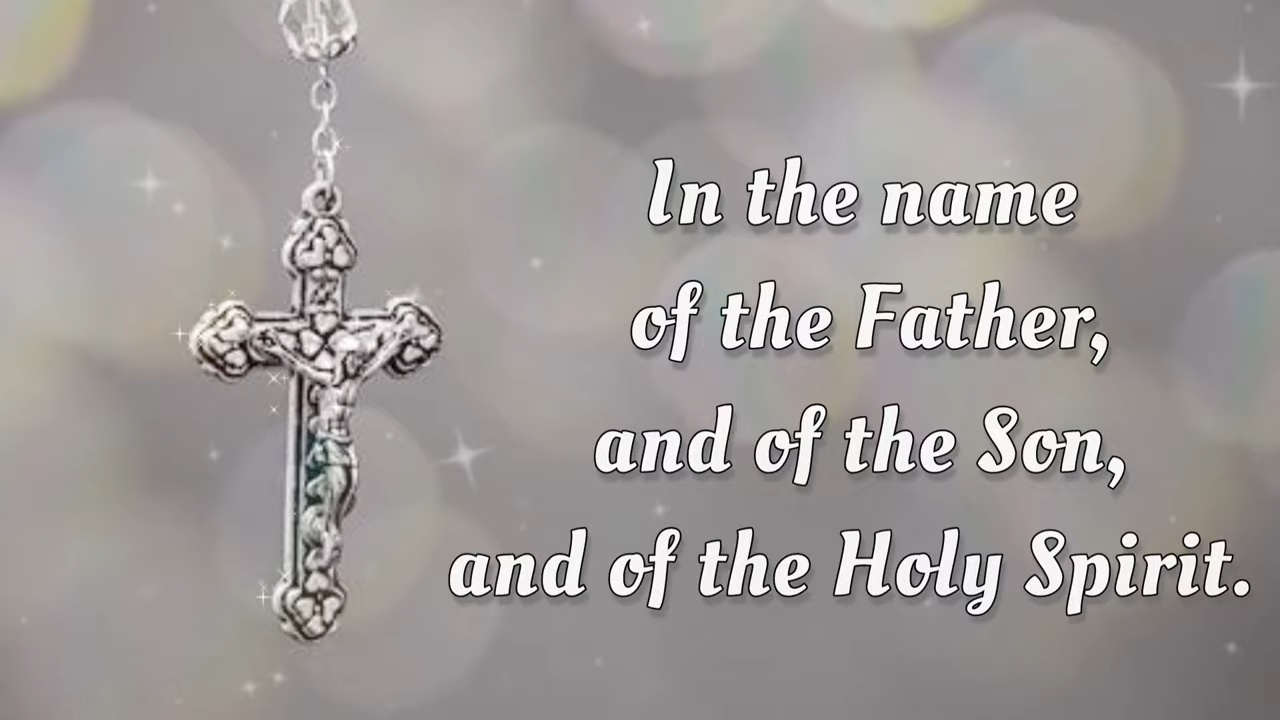 In the name
of the Father,
and of the Son,
and of the Holy Spirit.